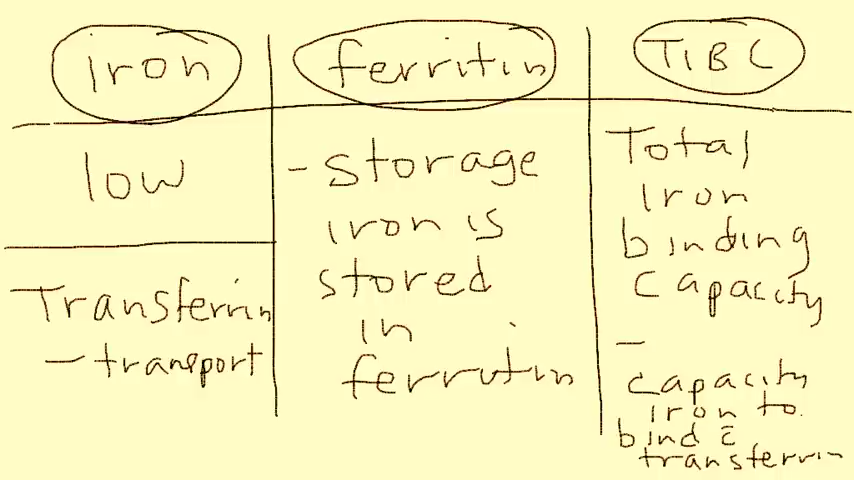 iron
low
Transferrin
- transport
ferritin
- storage
iron is
stored
in
ferrutin
TIBC
Total
Iron
binding
Capacity
-
capacity
iron to
bind c̄
transferrin